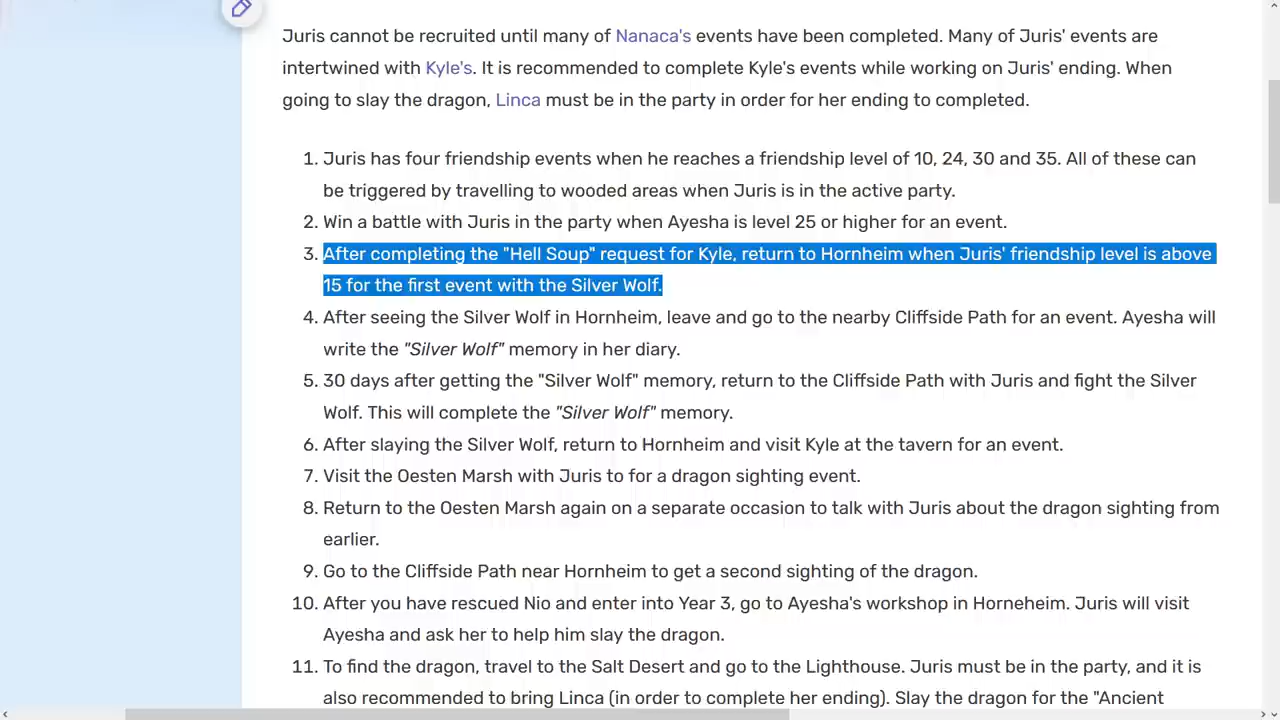 Juris cannot be recruited until many of Nanaca's events have been completed. Many of Juris' events are
intertwined with Kyle's. It is recommended to complete Kyle's events while working on Juris' ending. When
going to slay the dragon, Linca must be in the party in order for her ending to completed.
1. Juris has four friendship events when he reaches a friendship level of 10, 24, 30 and 35. All of these can
be triggered by travelling to wooded areas when Juris is in the active party.
2. Win a battle with Juris in the party when Ayesha is level 25 or higher for an event.
3. After completing the "Hell Soup" request for Kyle, return to Hornheim when Juris' friendship level is above
15 for the first event with the Silver Wolf.
4. After seeing the Silver Wolf in Hornheim, leave and go to the nearby Cliffside Path for an event. Ayesha will
write the "Silver Wolf" memory in her diary.
5. 30 days after getting the "Silver Wolf" memory, return to the Cliffside Path with Juris and fight the Silver
Wolf. This will complete the "Silver Wolf" memory.
6. After slaying the Silver Wolf, return to Hornheim and visit Kyle at the tavern for an event.
7. Visit the Oesten Marsh with Juris to for a dragon sighting event.
8. Return to the Oesten Marsh again on a separate occasion to talk with Juris about the dragon sighting from
earlier.
9. Go to the Cliffside Path near Hornheim to get a second sighting of the dragon.
10. After you have rescued Nio and enter into Year 3, go to Ayesha's workshop in Horneheim. Juris will visit
Ayesha and ask her to help him slay the dragon.
11. To find the dragon, travel to the Salt Desert and go to the Lighthouse. Juris must be in the party, and it is
also recommended to bring Linca (in order to complete her ending). Slay the dragon for the "Ancient